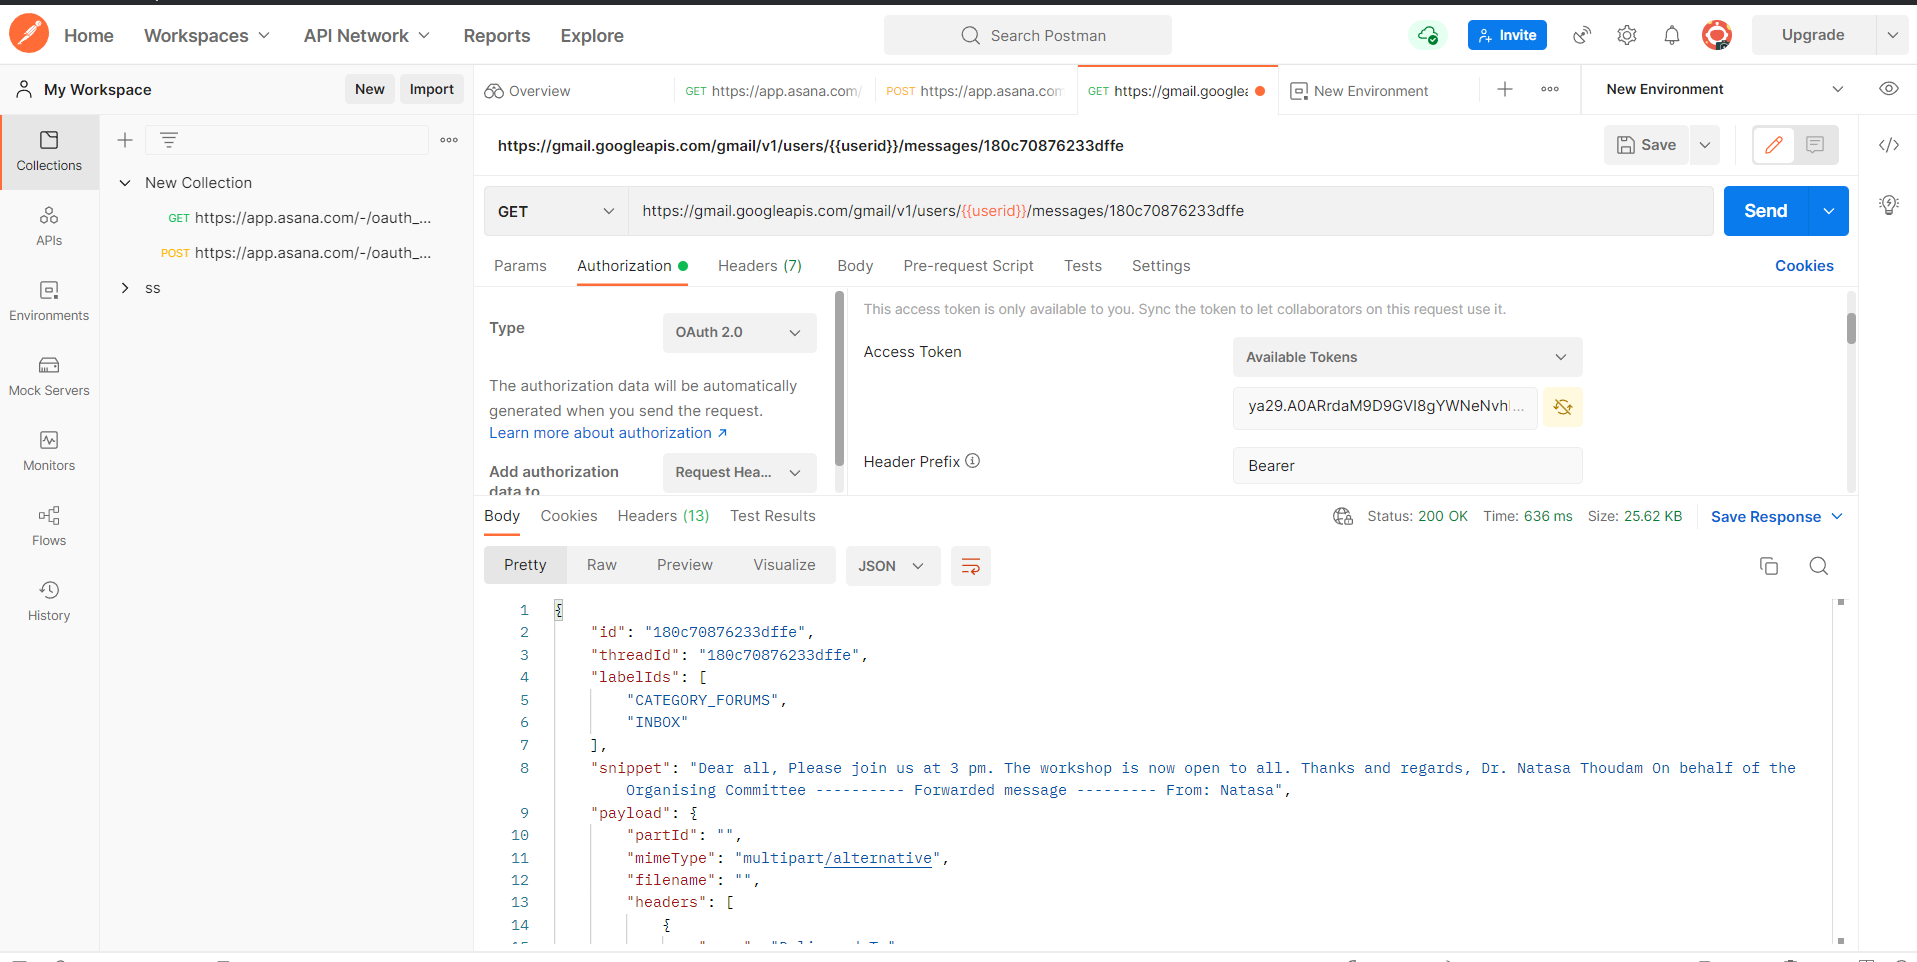 Home Workspaces API Network Reports Explore Search Postman Invite Upgrade
My Workspace New Import Overview GET https://app.asana.com/ POST https://app.asana.com GET https://gmail.googlea New Environment New Environment
Collections
APIs
Environments
Mock Servers
Monitors
Flows
History
New Collection
GET https://app.asana.com/-/oauth_...
POST https://app.asana.com/-/oauth_...
ss
https://gmail.googleapis.com/gmail/v1/users/{{userid}}/messages/180c70876233dffe Save
GET https://gmail.googleapis.com/gmail/v1/users/{{userid}}/messages/180c70876233dffe Send
Params Authorization Headers (7) Body Pre-request Script Tests Settings Cookies
Type OAuth 2.0
The authorization data will be automatically
generated when you send the request.
Learn more about authorization ↗
Add authorization
data to
Request Hea...
This access token is only available to you. Sync the token to let collaborators on this request use it.
Access Token Available Tokens
ya29.A0ARrdaM9D9GVI8gYWNeNvh...
Header Prefix Bearer
Body Cookies Headers (13) Test Results Status: 200 OK Time: 636 ms Size: 25.62 KB Save Response
Pretty Raw Preview Visualize JSON
1 {
2 "id": "180c70876233dffe",
3 "threadId": "180c70876233dffe",
4 "labelIds": [
5 "CATEGORY_FORUMS",
6 "INBOX"
7 ],
8 "snippet": "Dear all, Please join us at 3 pm. The workshop is now open to all. Thanks and regards, Dr. Natasa Thoudam On behalf of the
Organising Committee ---------- Forwarded message --------- From: Natasa",
9 "payload": {
10 "partId": "",
11 "mimeType": "multipart/alternative",
12 "filename": "",
13 "headers": [
14 {